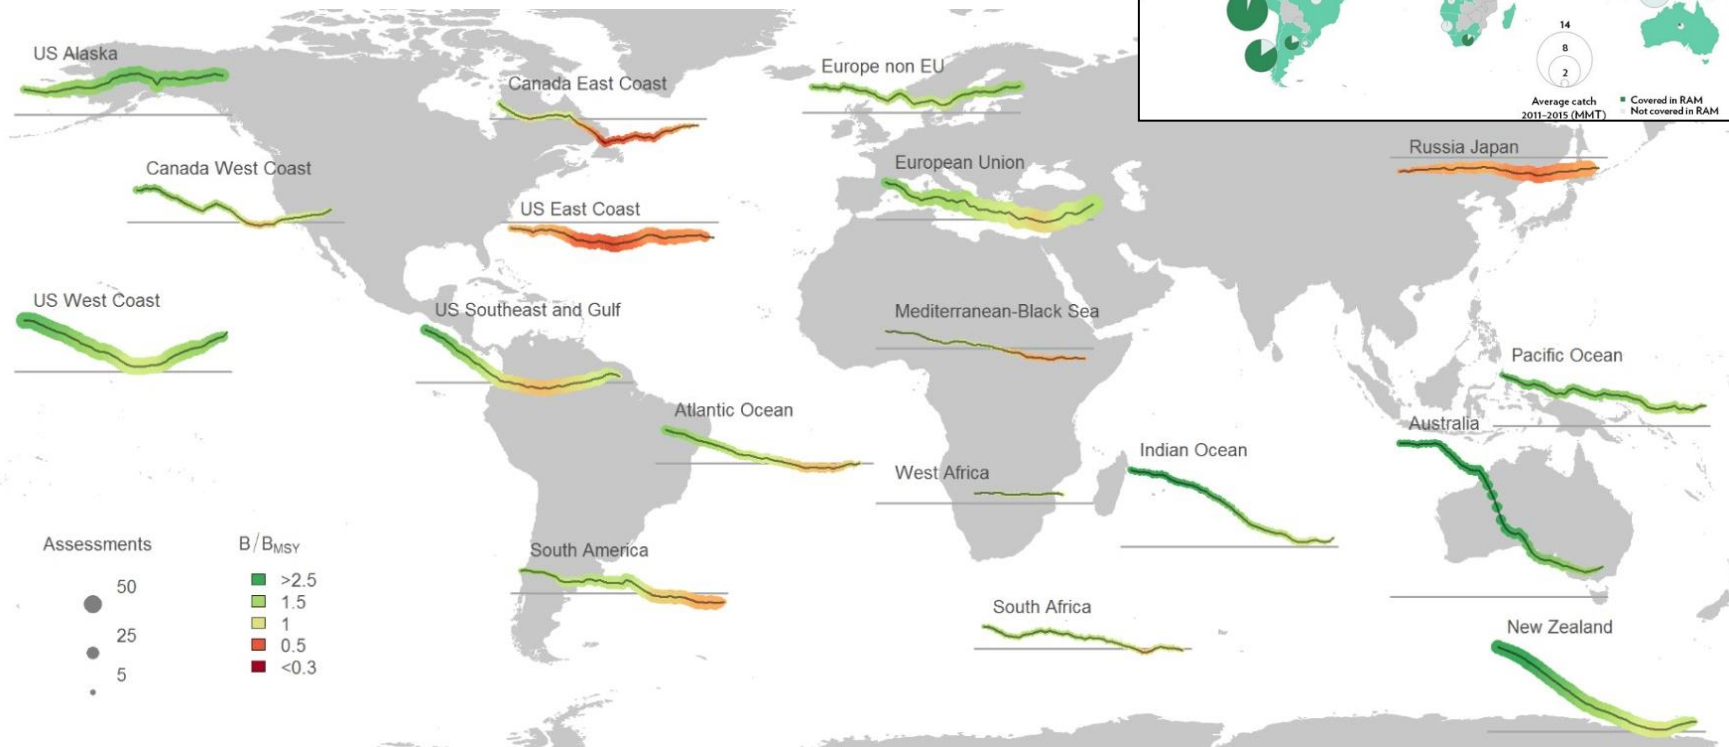 14
8
2
Average catch
2011–2015 (MMT)
Covered in RAM
Not covered in RAM
US Alaska
Canada East Coast
Europe non EU
Russia Japan
Canada West Coast
European Union
US East Coast
US West Coast
US Southeast and Gulf
Mediterranean-Black Sea
Pacific Ocean
Atlantic Ocean
Australia
Indian Ocean
West Africa
South America
South Africa
New Zealand
Assessments
50
25
5
B/BMSY
>2.5
1.5
1
0.5
<0.3